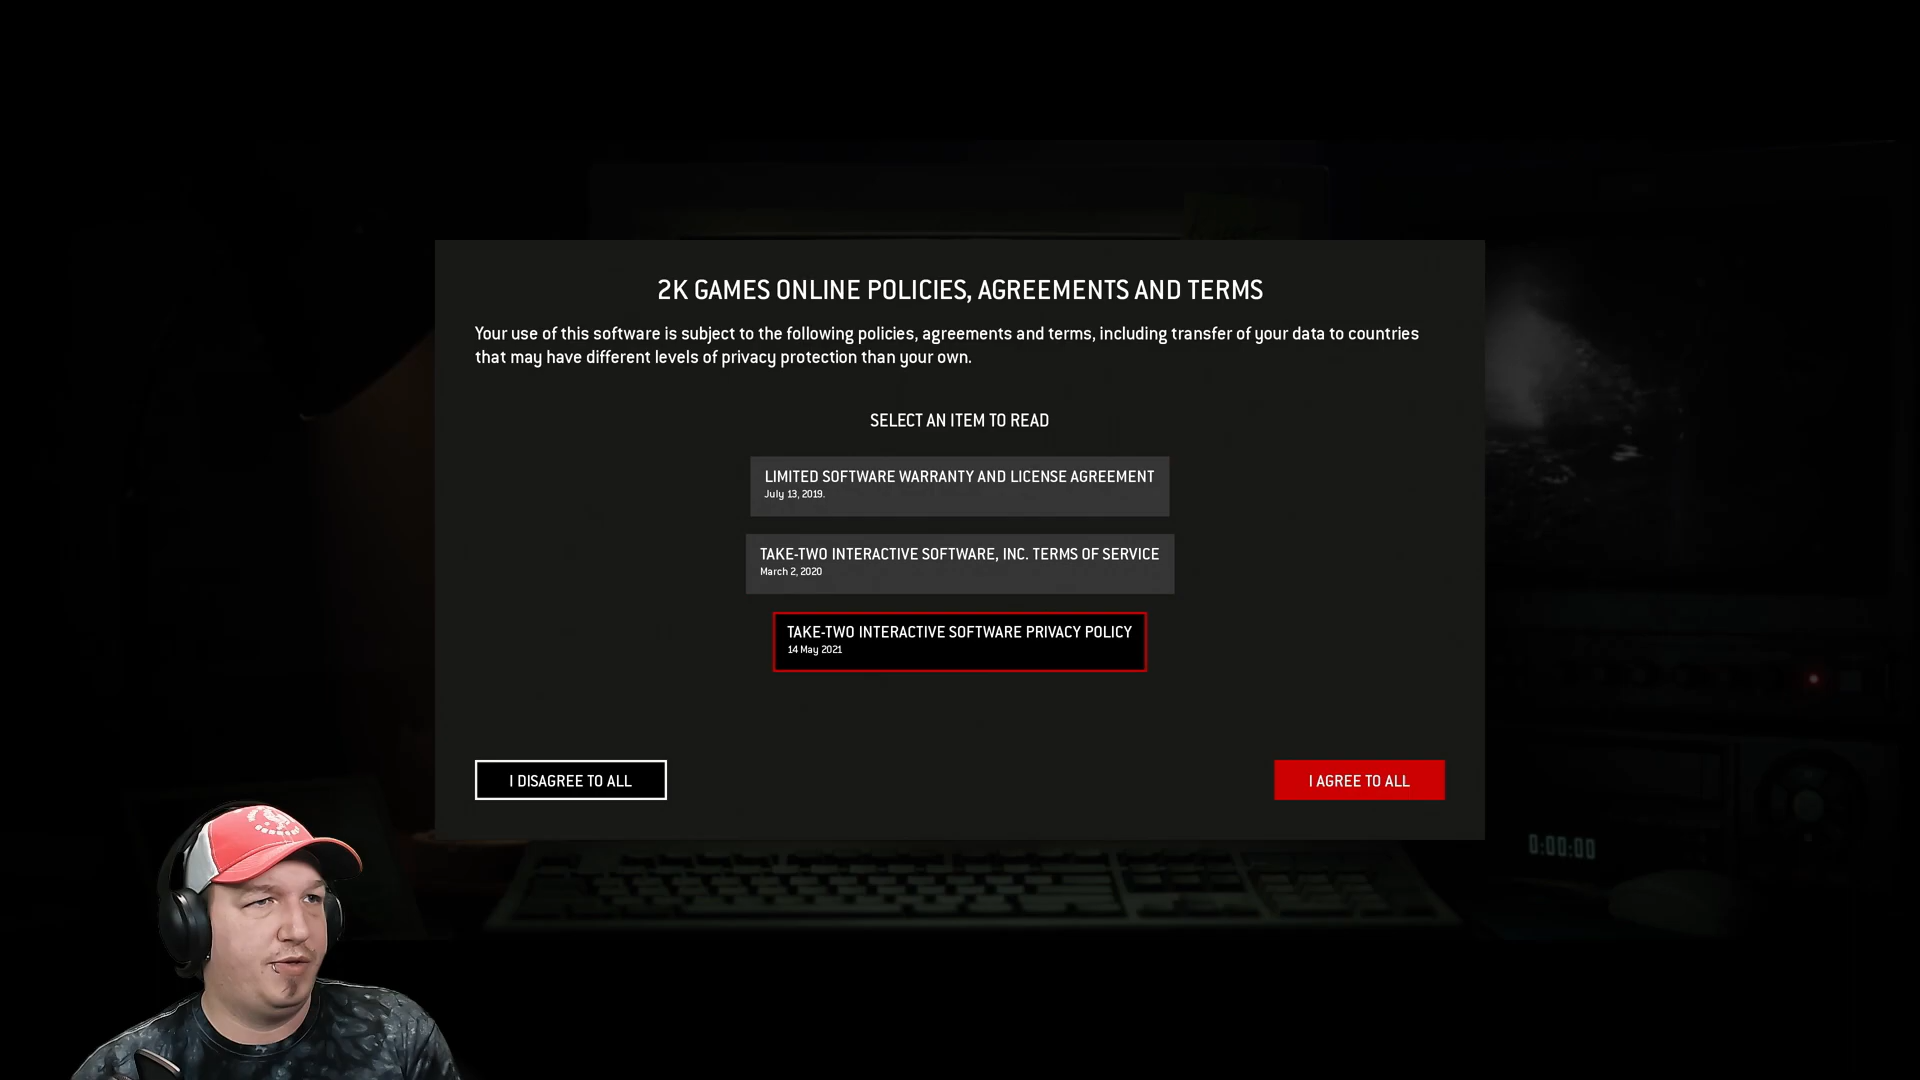 2K GAMES ONLINE POLICIES, AGREEMENTS AND TERMS
Your use of this software is subject to the following policies, agreements and terms, including transfer of your data to countries
that may have different levels of privacy protection than your own.
SELECT AN ITEM TO READ
LIMITED SOFTWARE WARRANTY AND LICENSE AGREEMENT
July 13, 2019.
TAKE-TWO INTERACTIVE SOFTWARE, INC. TERMS OF SERVICE
March 2, 2020
TAKE-TWO INTERACTIVE SOFTWARE PRIVACY POLICY
14 May 2021
I DISAGREE TO ALL
I AGREE TO ALL
0:00:00